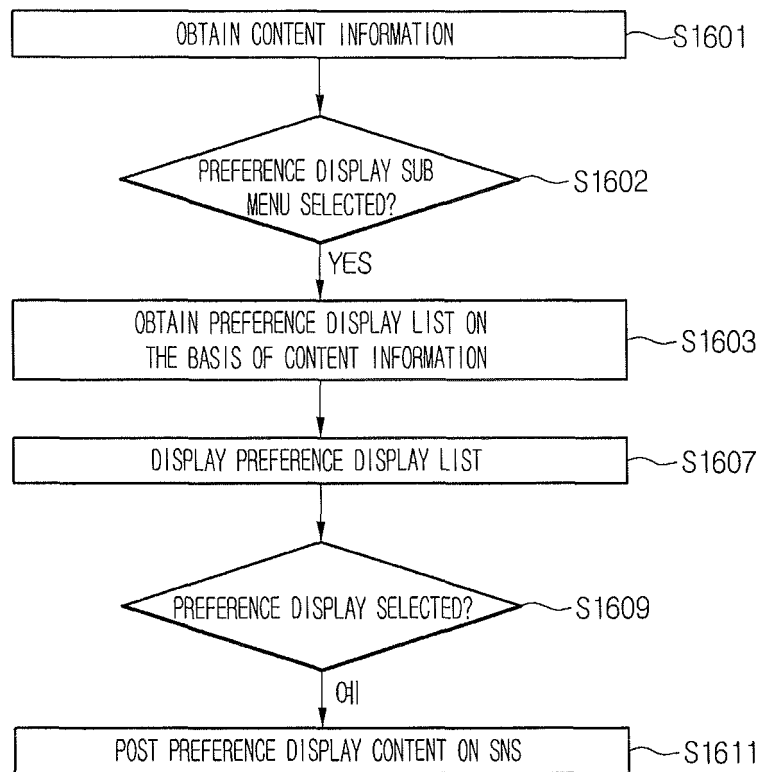 OBTAIN CONTENT INFORMATION
S1601
PREFERENCE DISPLAY SUB
MENU SELECTED?
S1602
YES
OBTAIN PREFERENCE DISPLAY LIST ON
THE BASIS OF CONTENT INFORMATION
S1603
DISPLAY PREFERENCE DISPLAY LIST
S1607
PREFERENCE DISPLAY SELECTED?
S1609
예
POST PREFERENCE DISPLAY CONTENT ON SNS
S1611